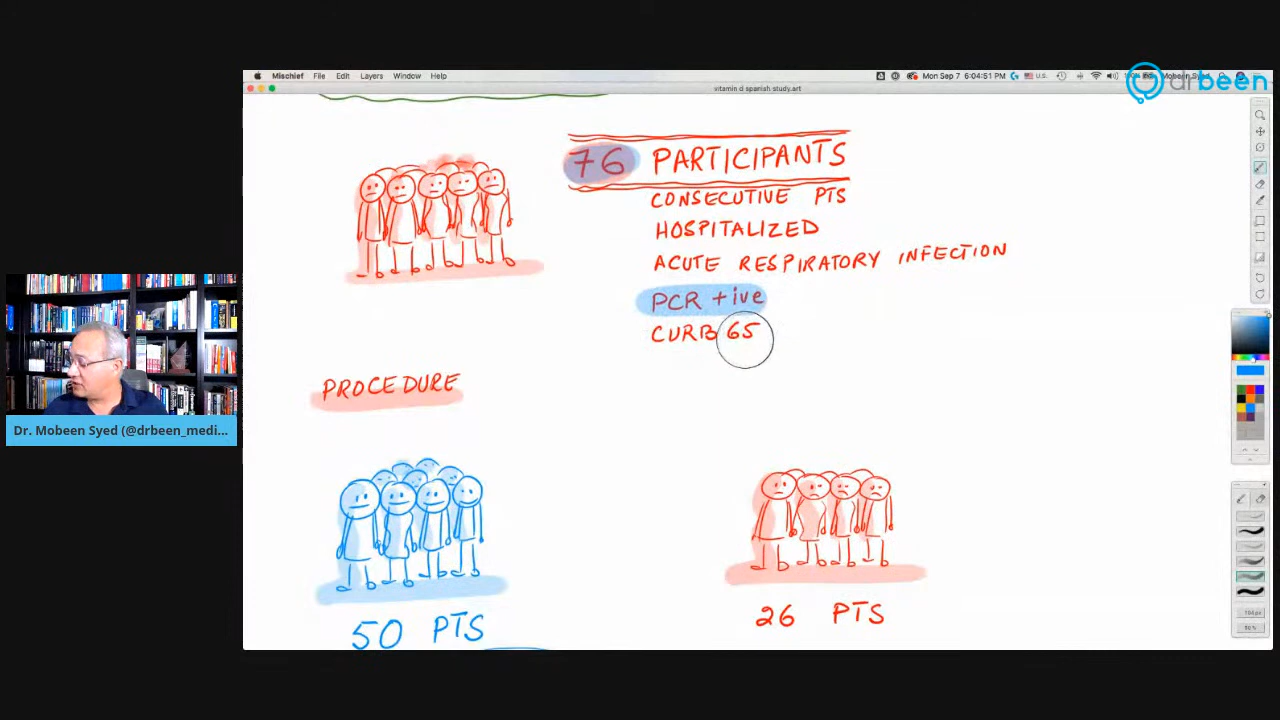 drbeen
Mischief File Edit Layers Window Help
U.S. Mon Sep 7 6:04:51 PM Mobeen Syed
vitamin d spanish study.art
76 PARTICIPANTS
CONSECUTIVE PTS
HOSPITALIZED
ACUTE RESPIRATORY INFECTION
PCR +ive
CURB 65
PROCEDURE
Dr. Mobeen Syed (@drbeen_medi...
50 PTS
26 PTS